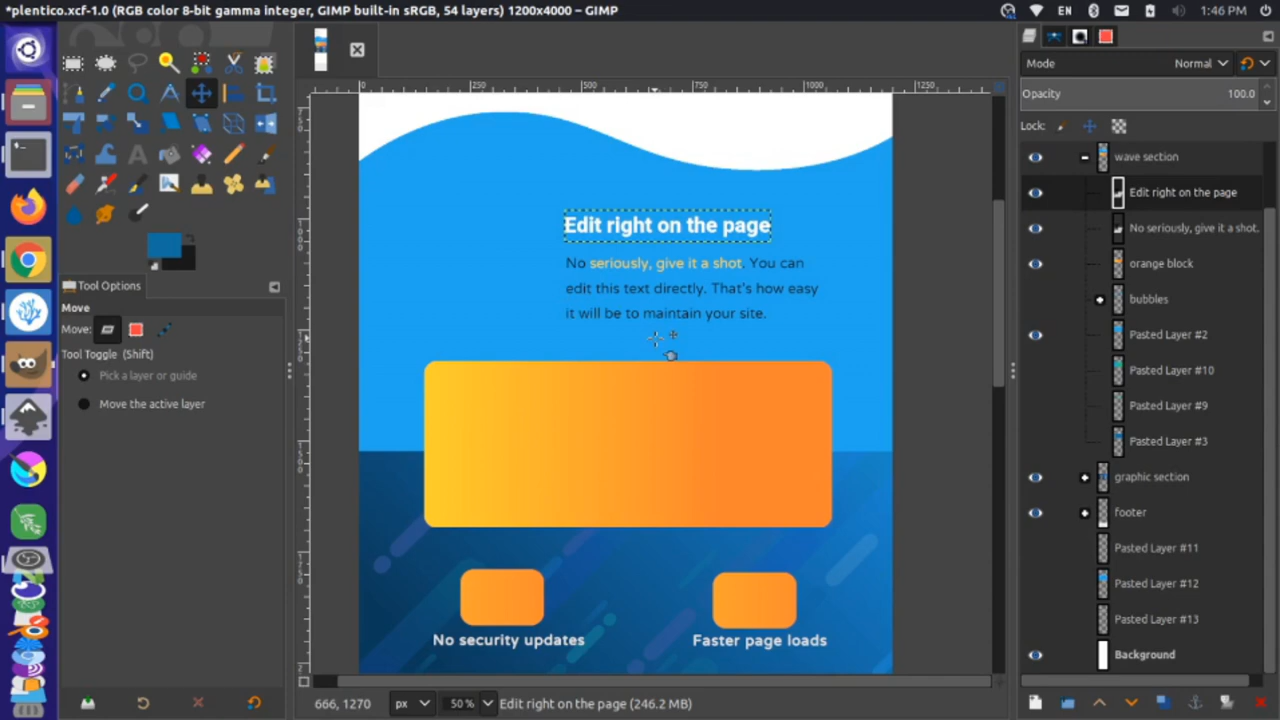 *plentico.xcf-1.0 (RGB color 8-bit gamma integer, GIMP built-in sRGB, 54 layers) 1200x4000 – GIMP
EN
1:46 PM
0
250
500
750
1000
1250
Mode
Normal
Opacity
100.0
Lock:
Tool Options
Move
Move:
Tool Toggle (Shift)
Pick a layer or guide
Move the active layer
Edit right on the page
No seriously, give it a shot. You can
edit this text directly. That's how easy
it will be to maintain your site.
No security updates
Faster page loads
wave section
Edit right on the page
No seriously, give it a shot.
orange block
bubbles
Pasted Layer #2
Pasted Layer #10
Pasted Layer #9
Pasted Layer #3
graphic section
footer
Pasted Layer #11
Pasted Layer #12
Pasted Layer #13
Background
666, 1270
px
50 %
Edit right on the page (246.2 MB)